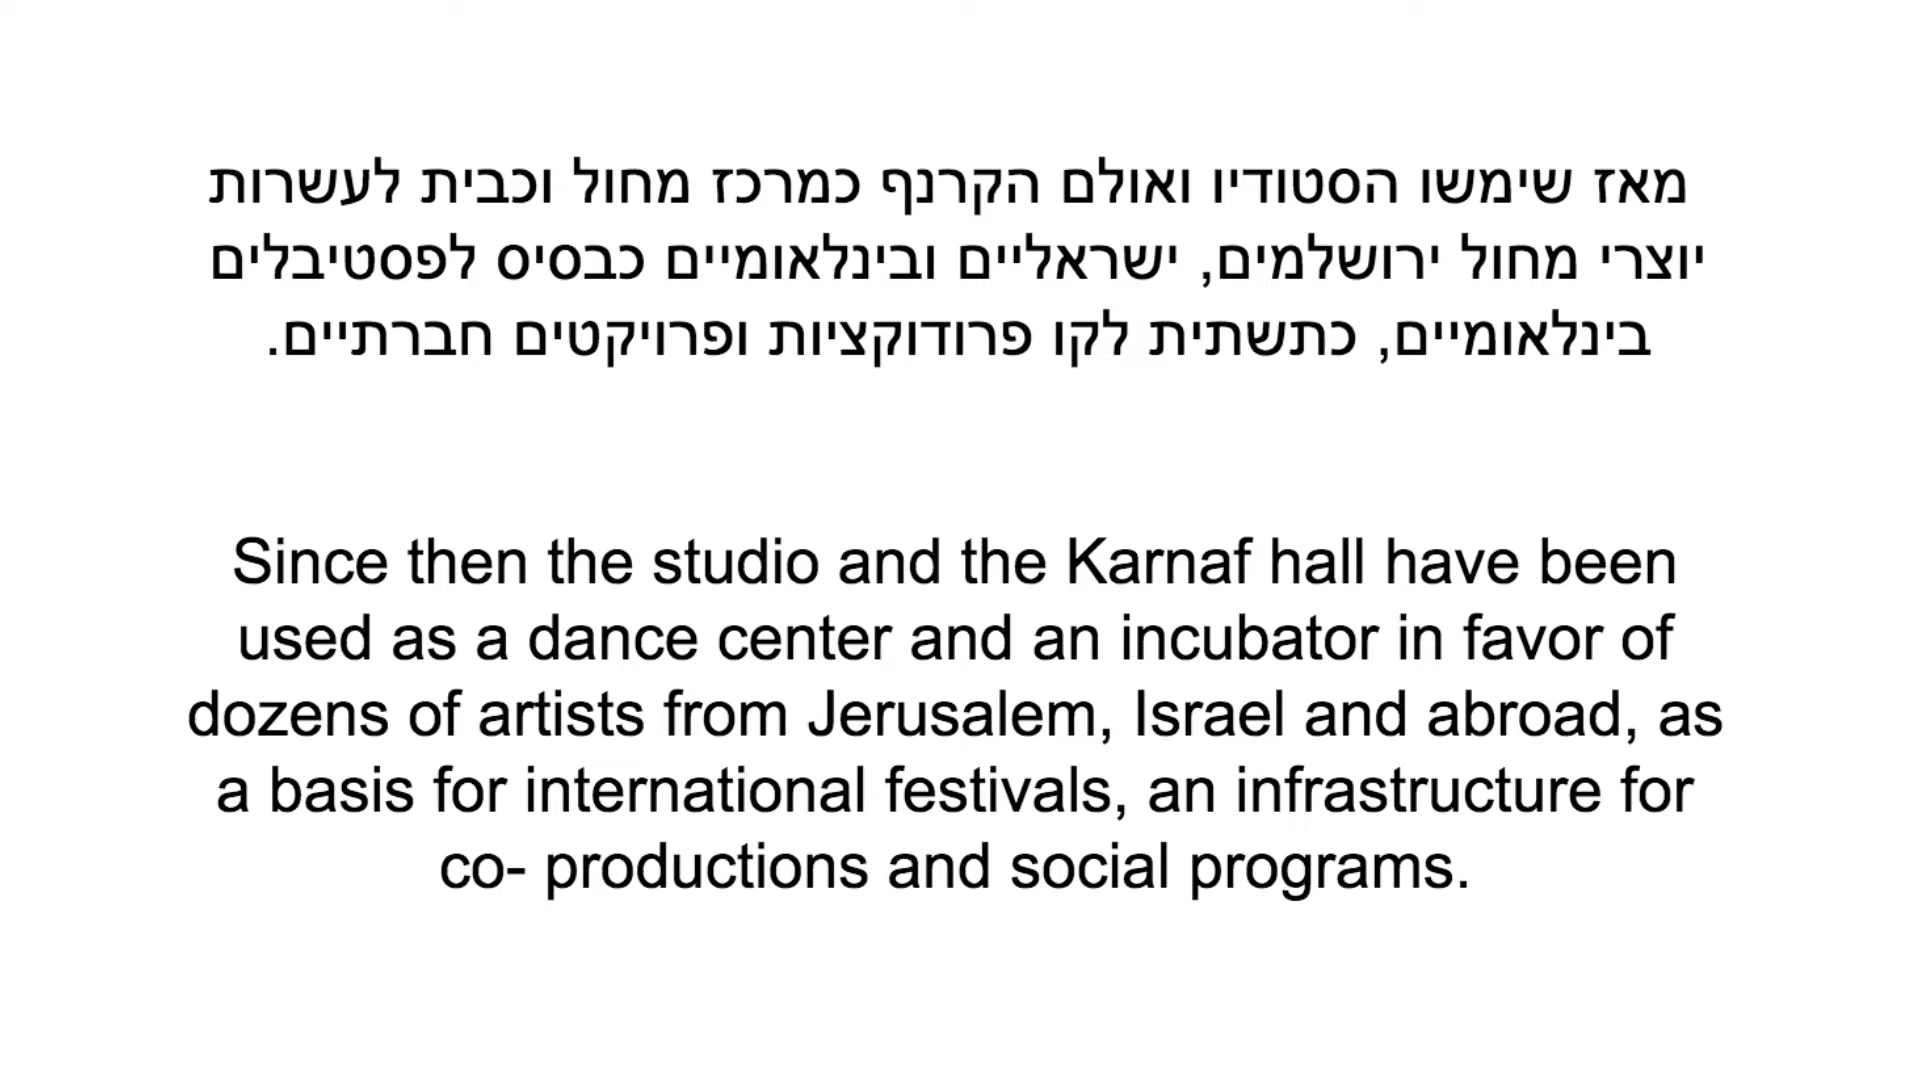 מאז שימשו הסטודיו ואולם הקרנף כמרכז מחול וכבית לעשרות
יוצרי מחול ירושלמים, ישראליים ובינלאומיים כבסיס לפסטיבלים
בינלאומיים, כתשתית לקו פרודוקציות ופרויקטים חברתיים.
Since then the studio and the Karnaf hall have been
used as a dance center and an incubator in favor of
dozens of artists from Jerusalem, Israel and abroad, as
a basis for international festivals, an infrastructure for
co- productions and social programs.